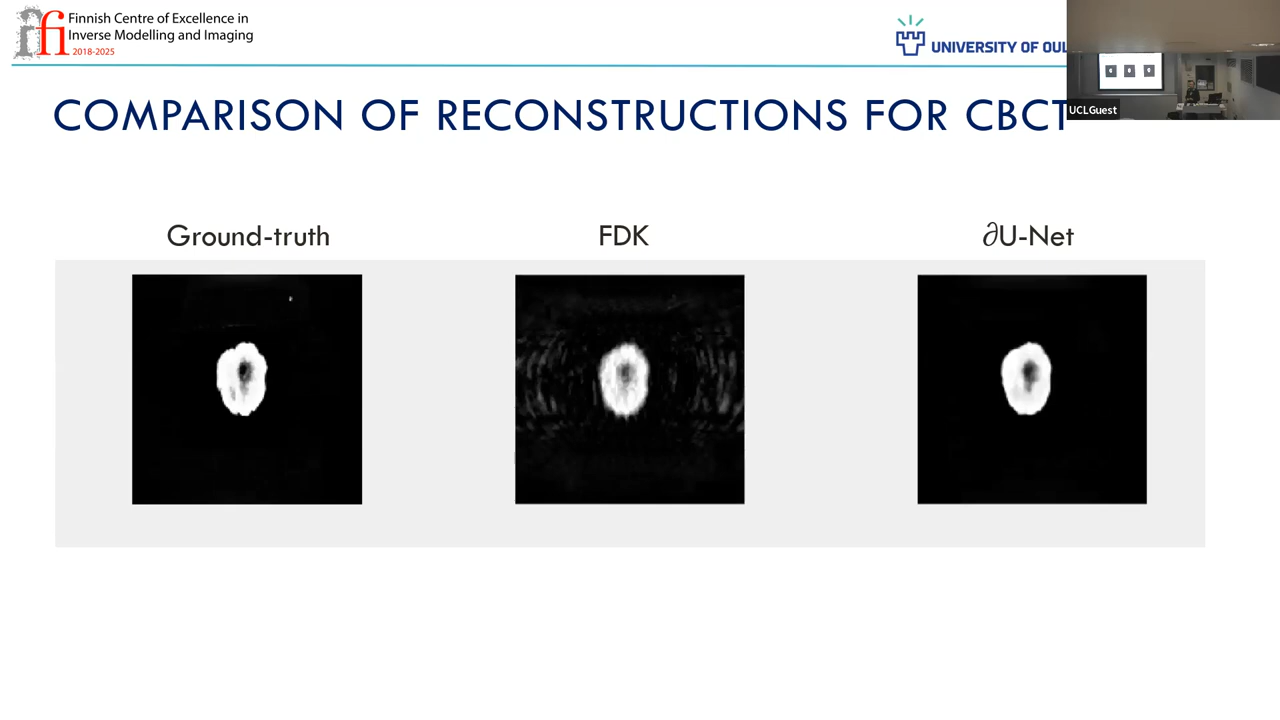 Finnish Centre of Excellence in
Inverse Modelling and Imaging
2018-2025
fi
UNIVERSITY OF OUL
UCLGuest
COMPARISON OF RECONSTRUCTIONS FOR CBCT
Ground-truth
FDK
∂U-Net